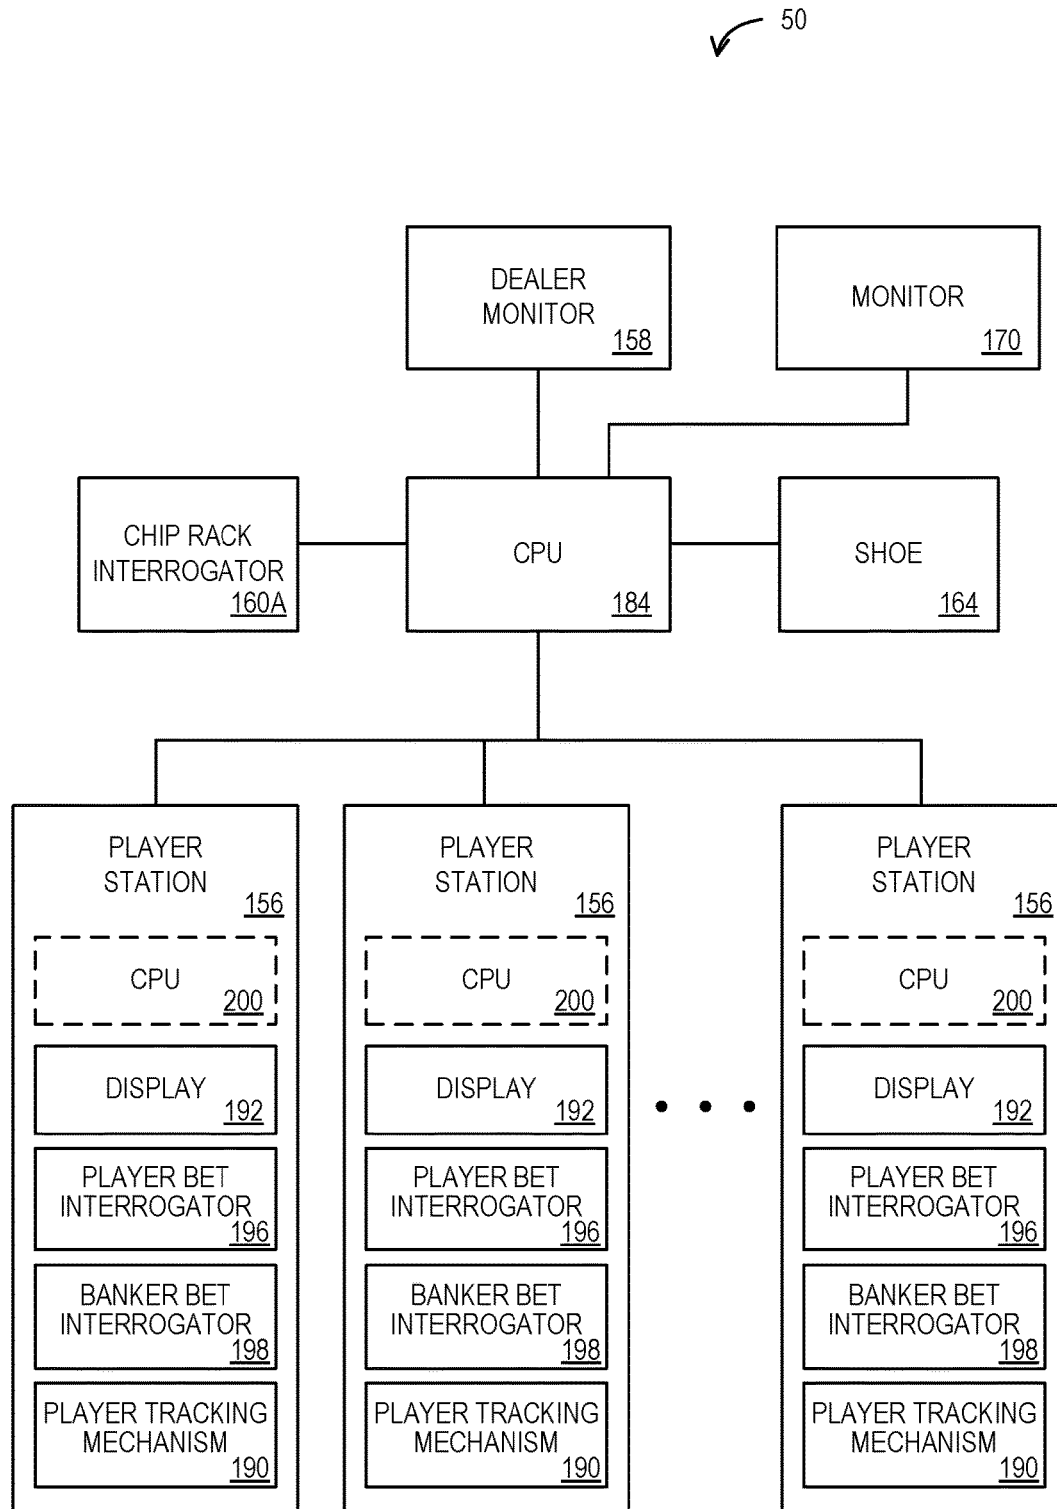 50
DEALER
MONITOR
158
MONITOR
170
CHIP RACK
INTERROGATOR
160A
CPU
184
SHOE
164
PLAYER
STATION
156
CPU
200
DISPLAY
192
PLAYER BET
INTERROGATOR
196
BANKER BET
INTERROGATOR
198
PLAYER TRACKING
MECHANISM
190
PLAYER
STATION
156
CPU
200
DISPLAY
192
PLAYER BET
INTERROGATOR
196
BANKER BET
INTERROGATOR
198
PLAYER TRACKING
MECHANISM
190
PLAYER
STATION
156
CPU
200
DISPLAY
192
PLAYER BET
INTERROGATOR
196
BANKER BET
INTERROGATOR
198
PLAYER TRACKING
MECHANISM
190